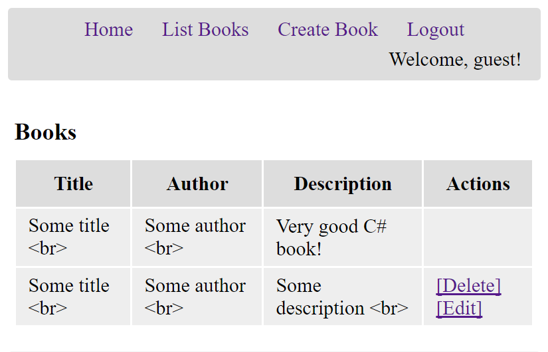 Home List Books Create Book Logout
Welcome, guest!
Books
Title Author Description Actions
Some title Some author Very good C#
<br> <br> book!
Some title Some author Some [Delete]
<br> <br> description <br> [Edit]